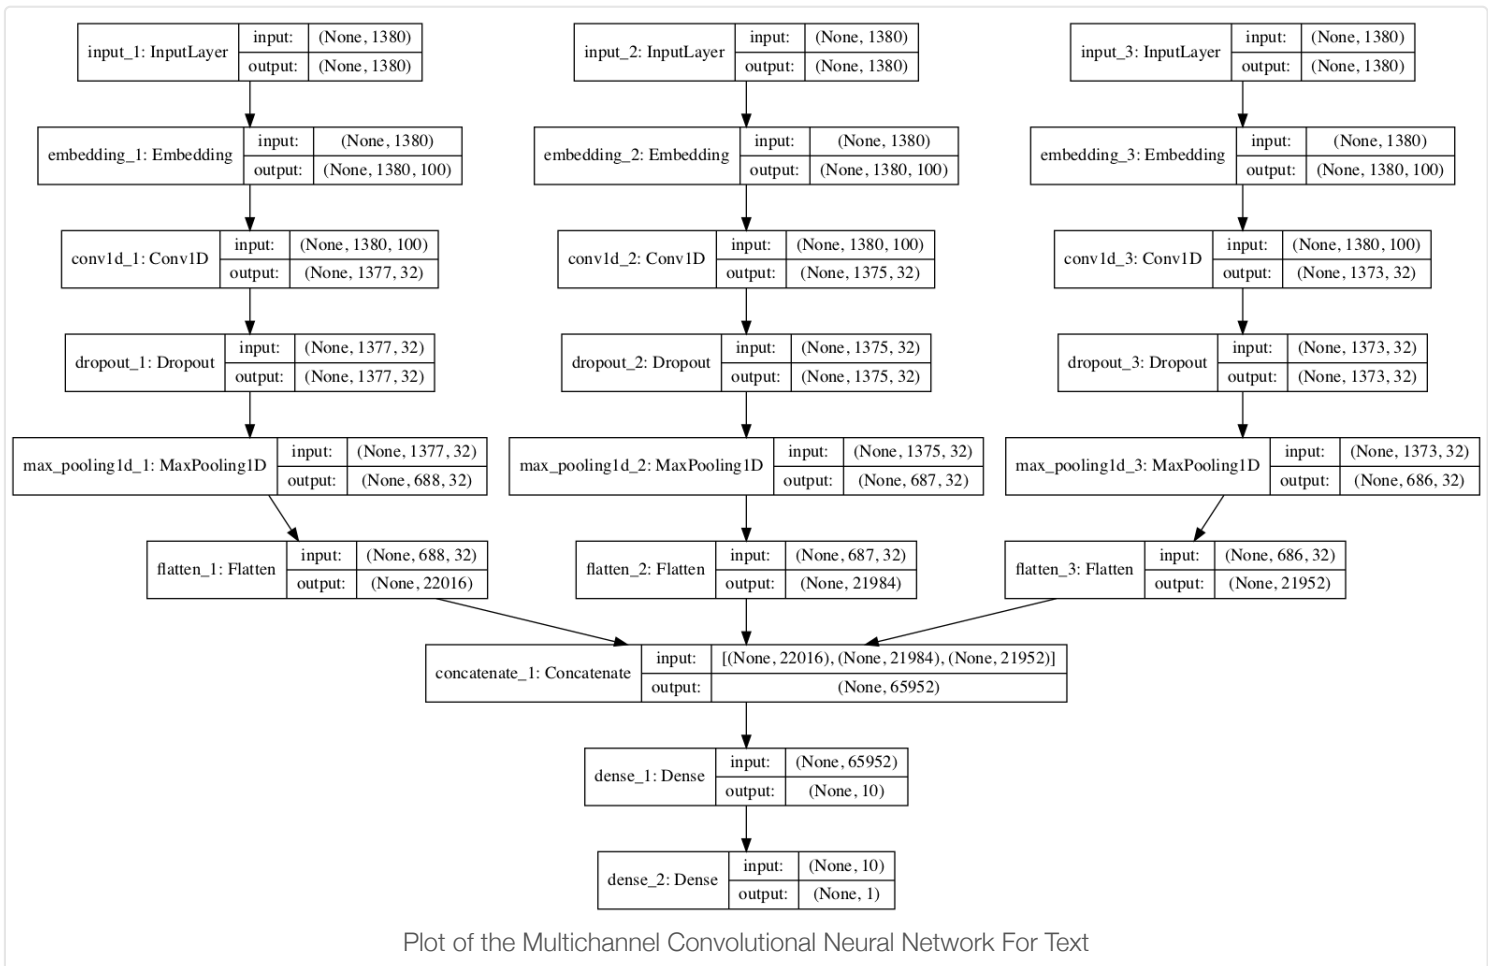 input_1: InputLayer input: (None, 1380) output: (None, 1380)
input_2: InputLayer input: (None, 1380) output: (None, 1380)
input_3: InputLayer input: (None, 1380) output: (None, 1380)
embedding_1: Embedding input: (None, 1380) output: (None, 1380, 100)
embedding_2: Embedding input: (None, 1380) output: (None, 1380, 100)
embedding_3: Embedding input: (None, 1380) output: (None, 1380, 100)
conv1d_1: Conv1D input: (None, 1380, 100) output: (None, 1377, 32)
conv1d_2: Conv1D input: (None, 1380, 100) output: (None, 1375, 32)
conv1d_3: Conv1D input: (None, 1380, 100) output: (None, 1373, 32)
dropout_1: Dropout input: (None, 1377, 32) output: (None, 1377, 32)
dropout_2: Dropout input: (None, 1375, 32) output: (None, 1375, 32)
dropout_3: Dropout input: (None, 1373, 32) output: (None, 1373, 32)
max_pooling1d_1: MaxPooling1D input: (None, 1377, 32) output: (None, 688, 32)
max_pooling1d_2: MaxPooling1D input: (None, 1375, 32) output: (None, 687, 32)
max_pooling1d_3: MaxPooling1D input: (None, 1373, 32) output: (None, 686, 32)
flatten_1: Flatten input: (None, 688, 32) output: (None, 22016)
flatten_2: Flatten input: (None, 687, 32) output: (None, 21984)
flatten_3: Flatten input: (None, 686, 32) output: (None, 21952)
concatenate_1: Concatenate input: [(None, 22016), (None, 21984), (None, 21952)] output: (None, 65952)
dense_1: Dense input: (None, 65952) output: (None, 10)
dense_2: Dense input: (None, 10) output: (None, 1)
Plot of the Multichannel Convolutional Neural Network For Text